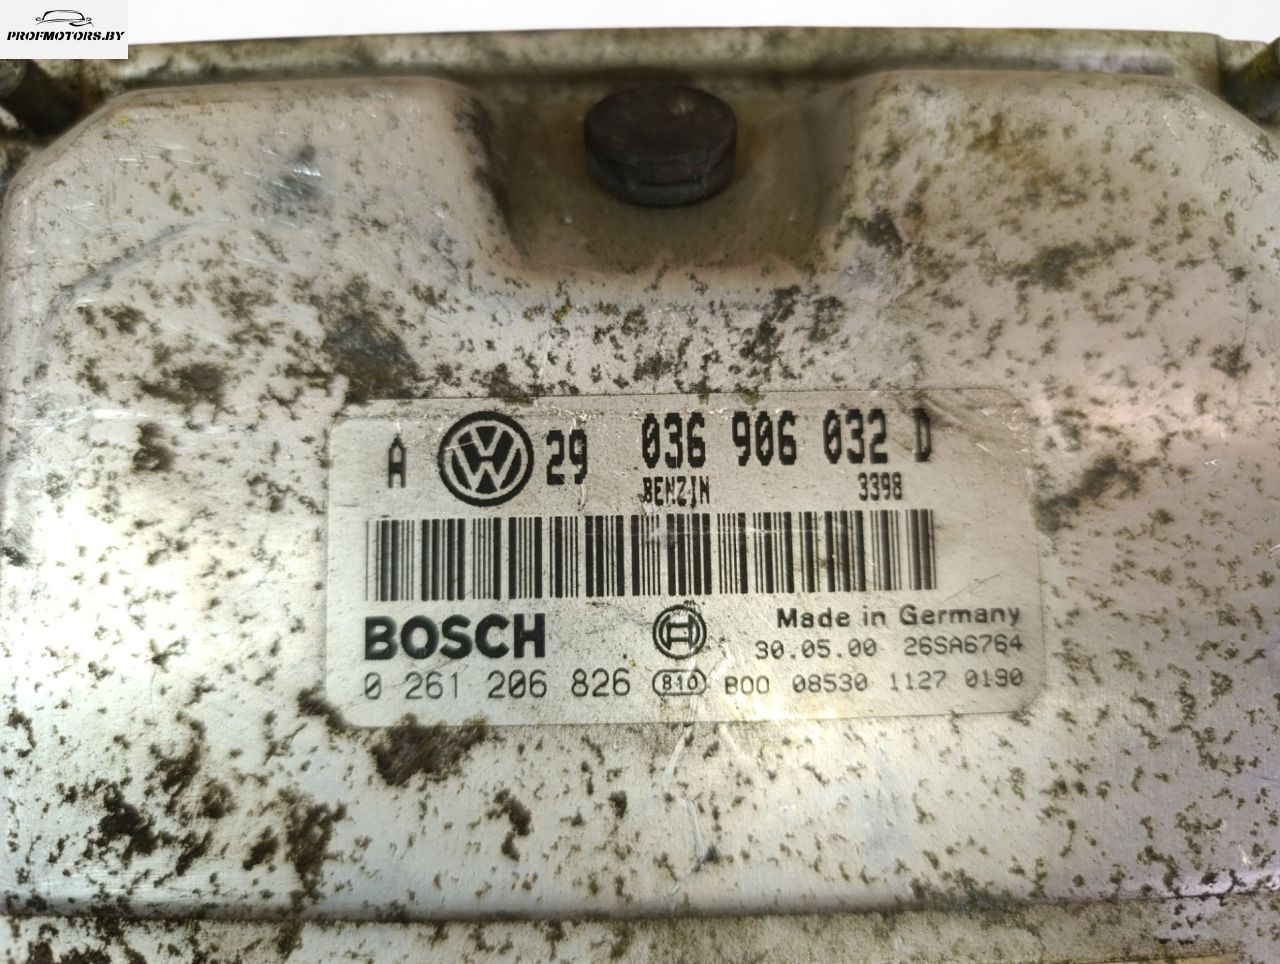 PROFMOTORS.BY
A VW 29 036 906 032 D
BENZIN 3398
BOSCH
Made in Germany
30.05.00 26SA6764
0 261 206 826 810 B00 08530 1127 0190